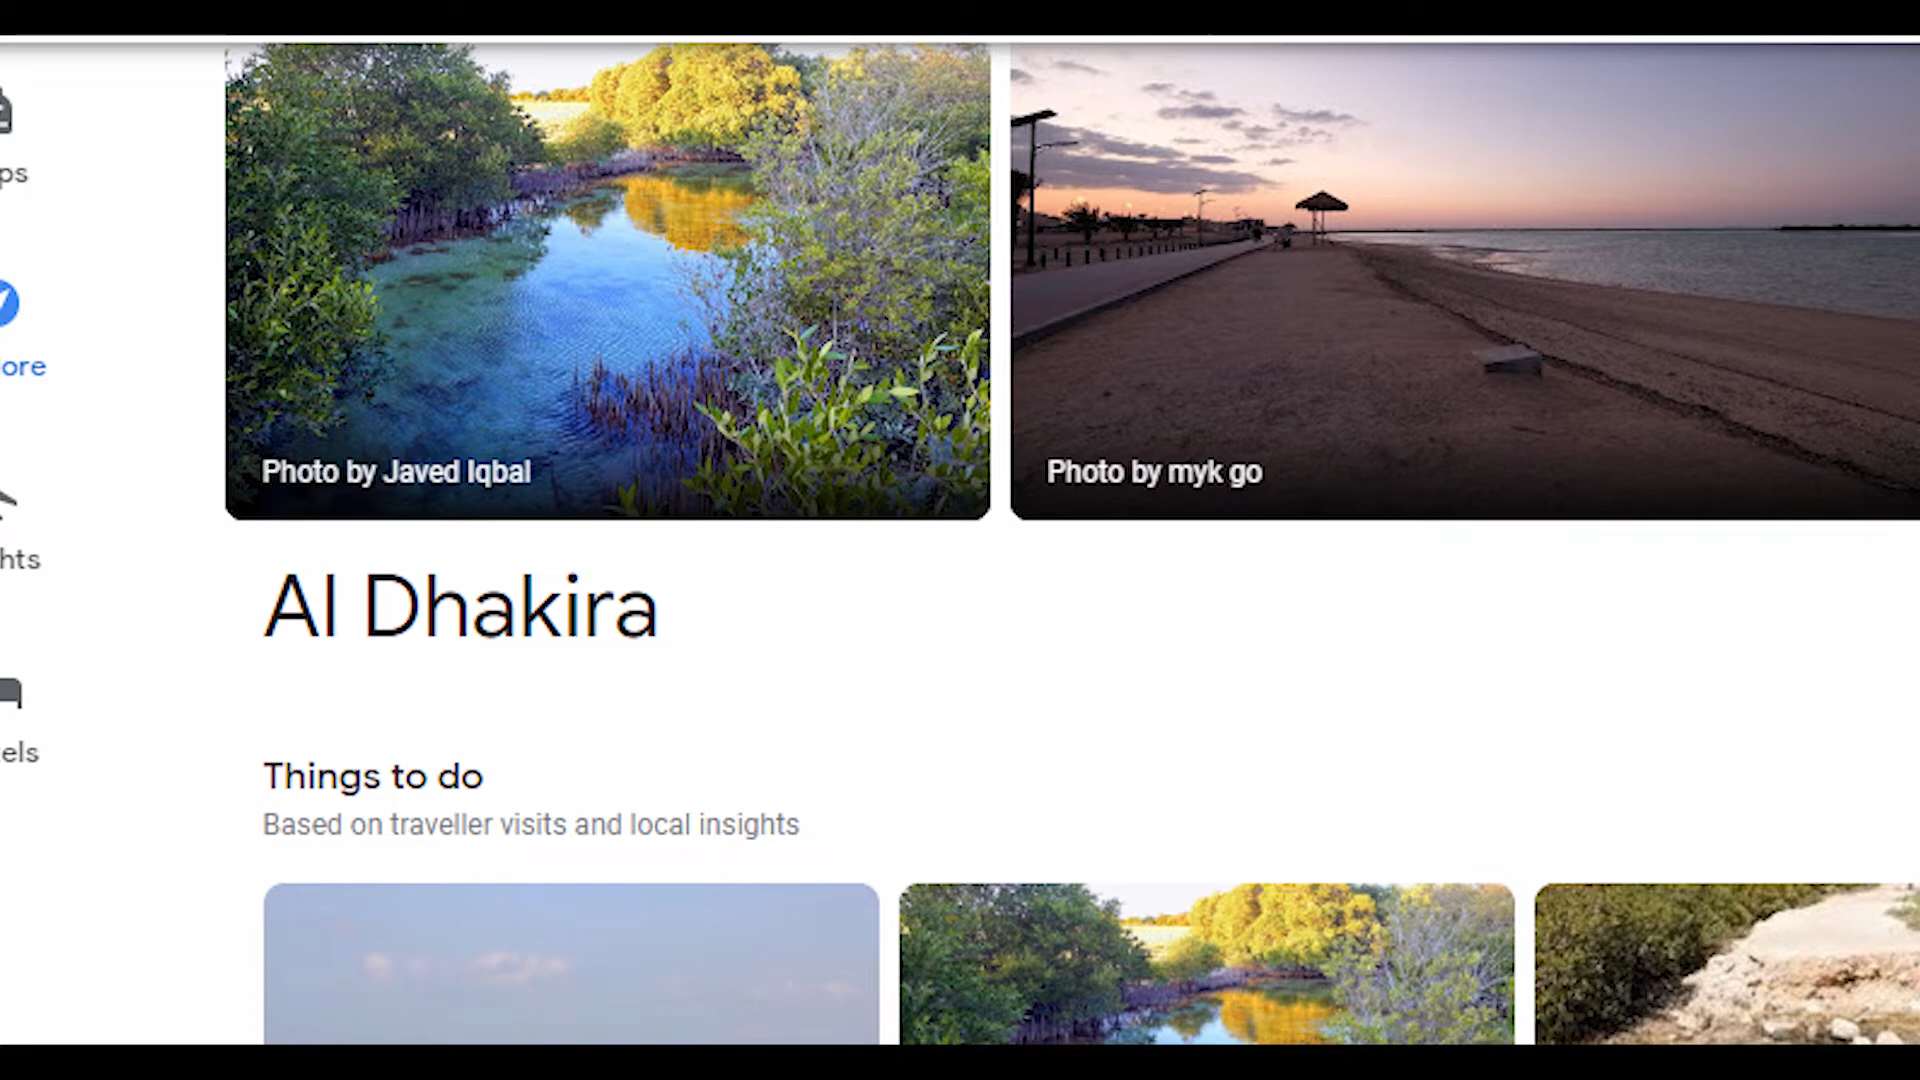 ps
ore
hts
els
Photo by Javed Iqbal
Photo by myk go
Al Dhakira
Things to do
Based on traveller visits and local insights